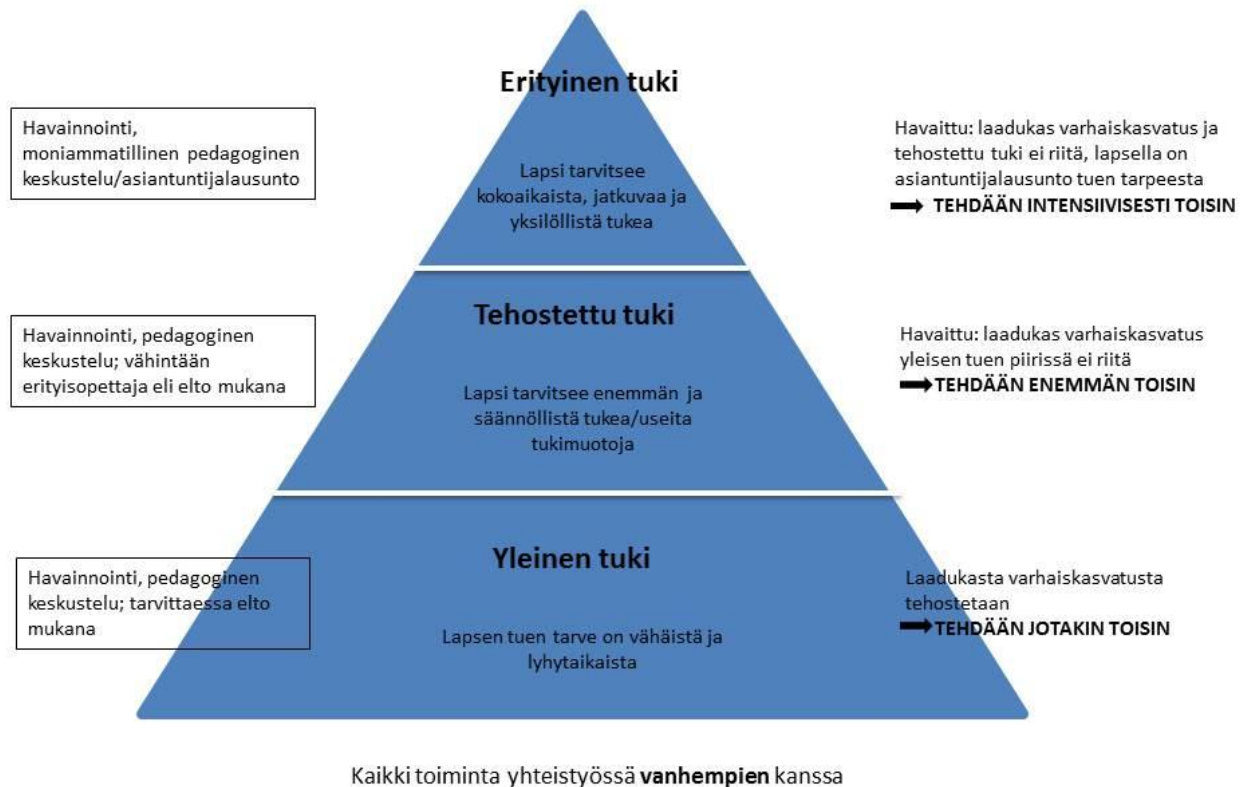 Erityinen tuki
Havainnointi,
moniammatillinen pedagoginen
keskustelu/asiantuntijalausunto
Lapsi tarvitsee
kokoaikaista, jatkuvaa ja
yksilöllistä tukea
Havaittu: laadukas varhaiskasvatus ja
tehostettu tuki ei riitä, lapsella on
asiantuntijalausunto tuen tarpeesta
TEHDÄÄN INTENSIIVISESTI TOISIN
Tehostettu tuki
Havainnointi, pedagoginen
keskustelu; vähintään
erityisopettaja eli elto mukana
Lapsi tarvitsee enemmän ja
säännöllistä tukea/useita
tukimuotoja
Havaittu: laadukas varhaiskasvatus
yleisen tuen piirissä ei riitä
TEHDÄÄN ENEMMÄN TOISIN
Yleinen tuki
Havainnointi, pedagoginen
keskustelu; tarvittaessa elto
mukana
Lapsen tuen tarve on vähäistä ja
lyhytaikaista
Laadukasta varhaiskasvatusta
tehostetaan
TEHDÄÄN JOTAKIN TOISIN
Kaikki toiminta yhteistyössä vanhempien kanssa